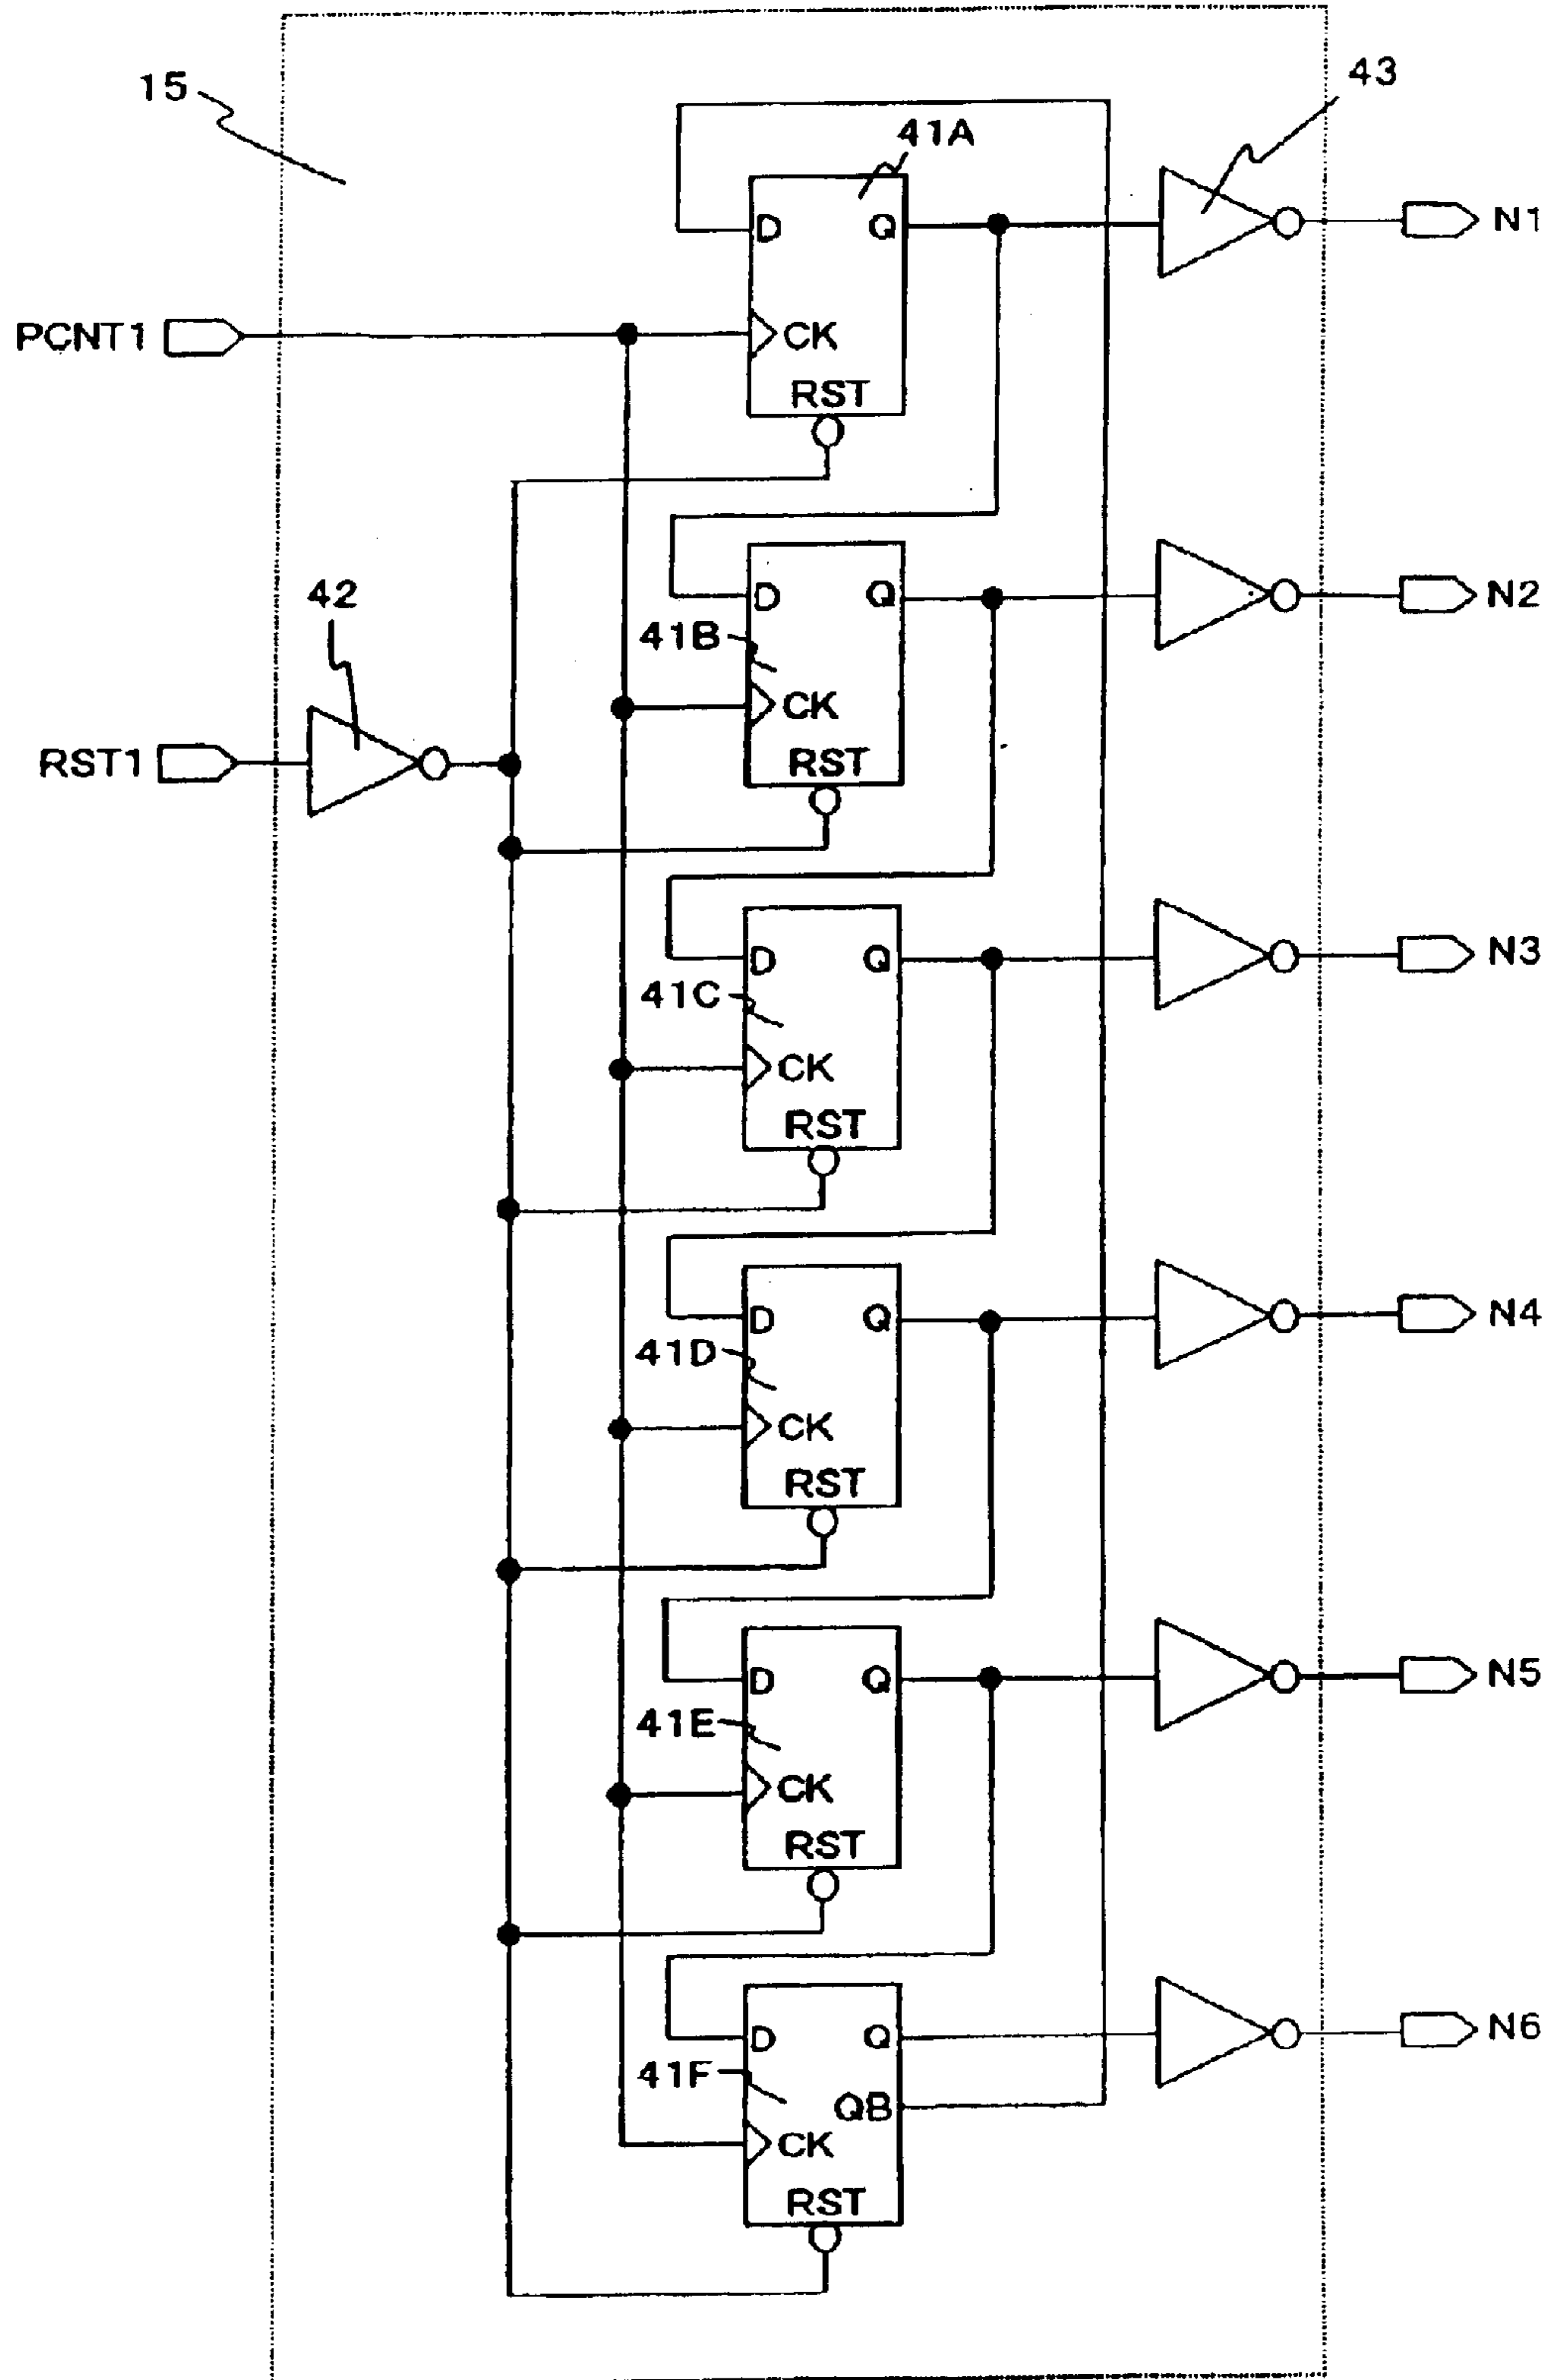 15
43
41A
D Q
N1
PCNT1
CK
RST
42
D Q
N2
41B
CK
RST1
RST
D Q
N3
41C
CK
RST
D Q
N4
41D
CK
RST
D Q
N5
41E
CK
RST
D Q
N6
41F
QB
CK
RST